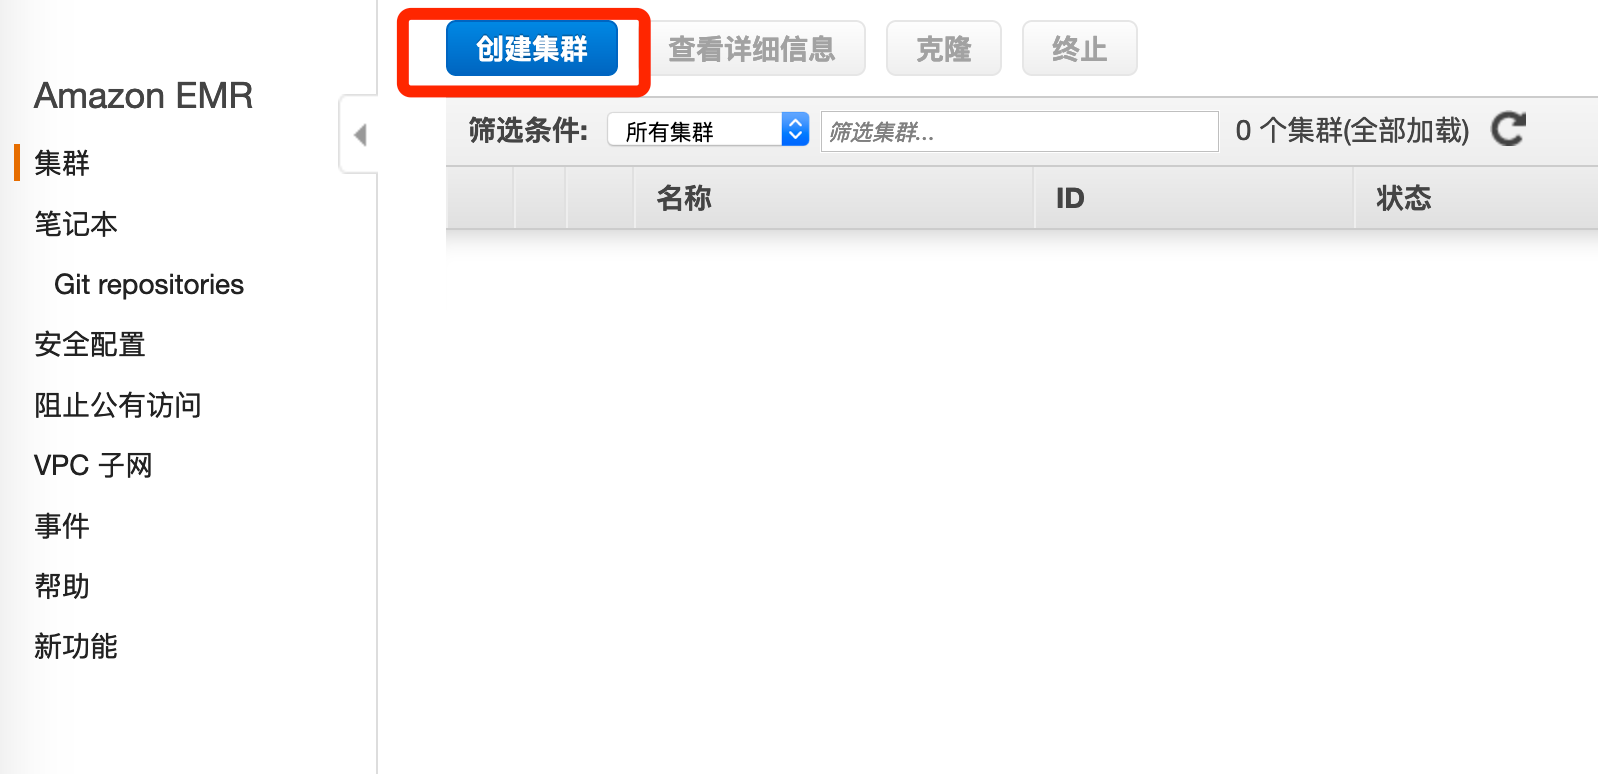 创建集群 查看详细信息 克隆 终止
Amazon EMR
筛选条件: 所有集群 筛选集群... 0 个集群(全部加载)
集群
名称 ID 状态
笔记本
Git repositories
安全配置
阻止公有访问
VPC 子网
事件
帮助
新功能